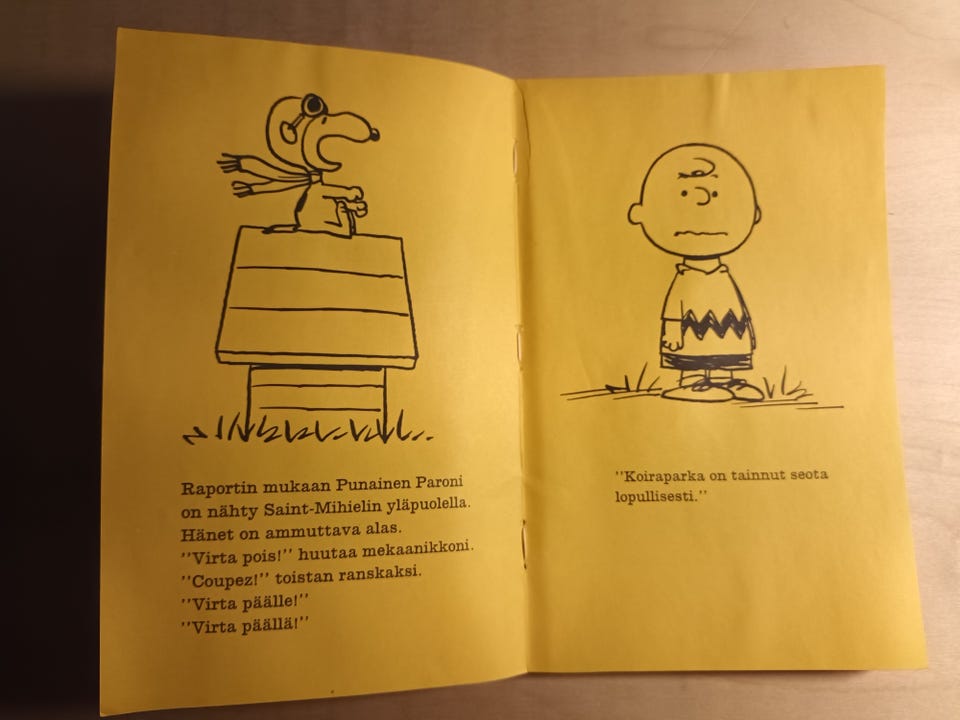 Raportin mukaan Punainen Paroni
on nähty Saint-Mihielin yläpuolella.
Hänet on ammuttava alas.
"Virta pois!" huutaa mekaanikkoni.
"Coupez!" toistan ranskaksi.
"Virta päälle!"
"Virta päällä!"
"Koiraparka on tainnut seota
lopullisesti."